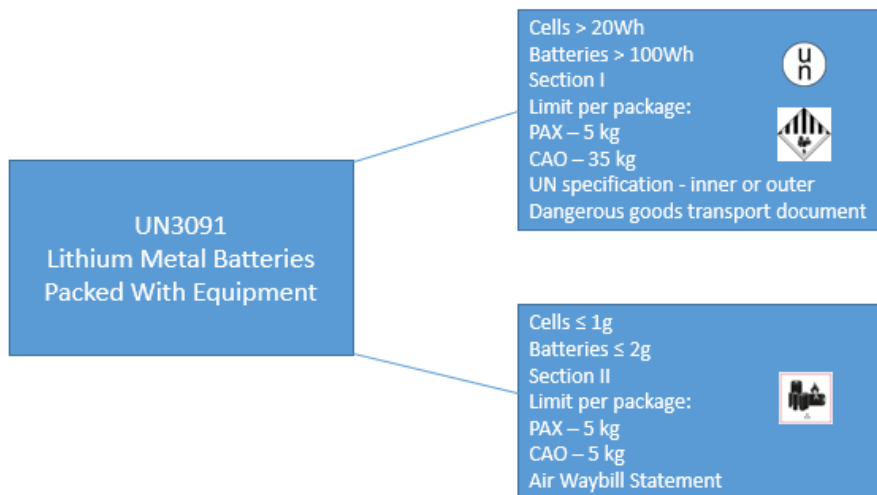 UN3091
Lithium Metal Batteries
Packed With Equipment
Cells > 20Wh
Batteries > 100Wh
Section I
Limit per package:
PAX – 5 kg
CAO – 35 kg
UN specification - inner or outer
Dangerous goods transport document
un
Cells ≤ 1g
Batteries ≤ 2g
Section II
Limit per package:
PAX – 5 kg
CAO – 5 kg
Air Waybill Statement